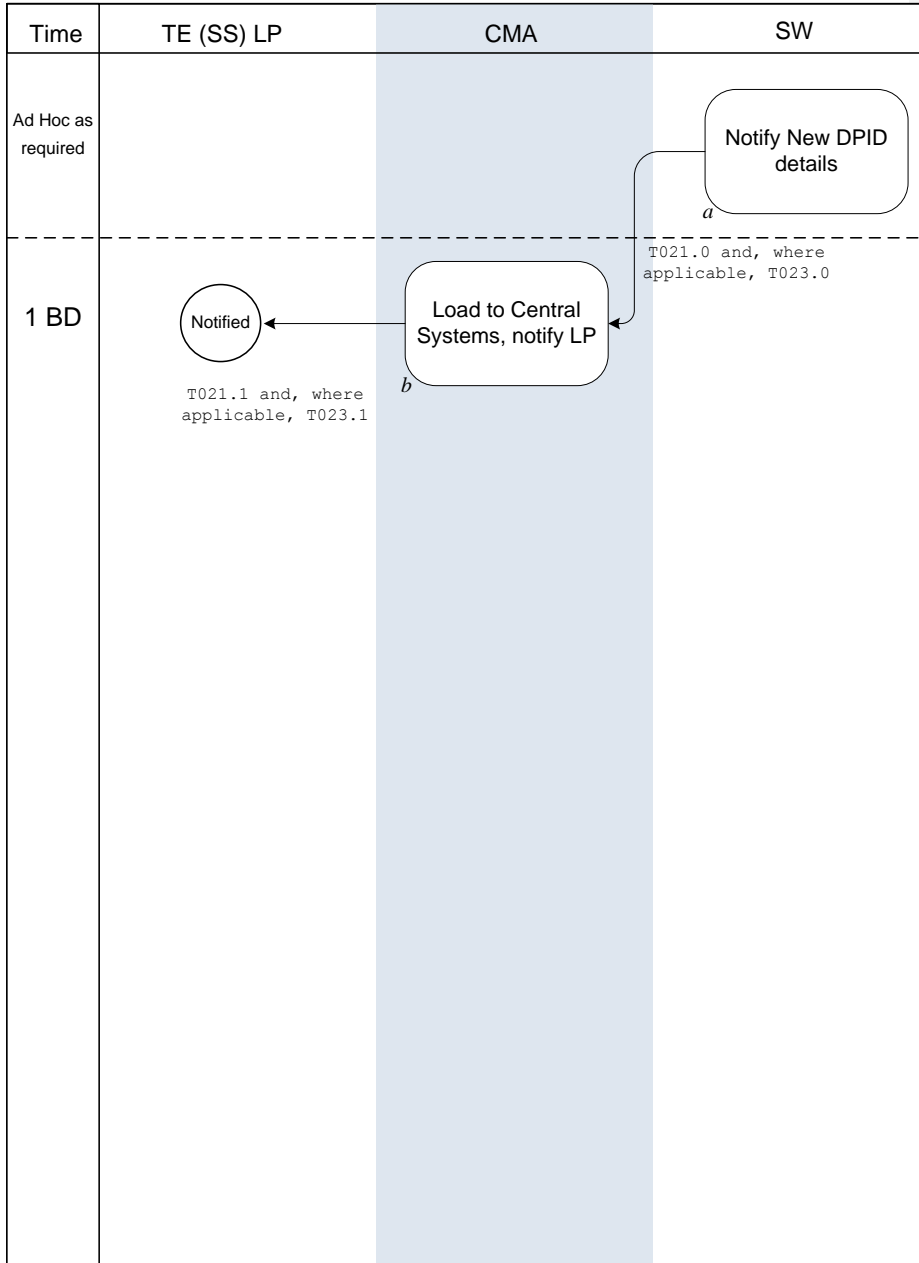 Time
TE (SS) LP
CMA
SW
Ad Hoc as
required
Notify New DPID
details
a
T021.0 and, where
applicable, T023.0
1 BD
Notified
Load to Central
Systems, notify LP
b
T021.1 and, where
applicable, T023.1